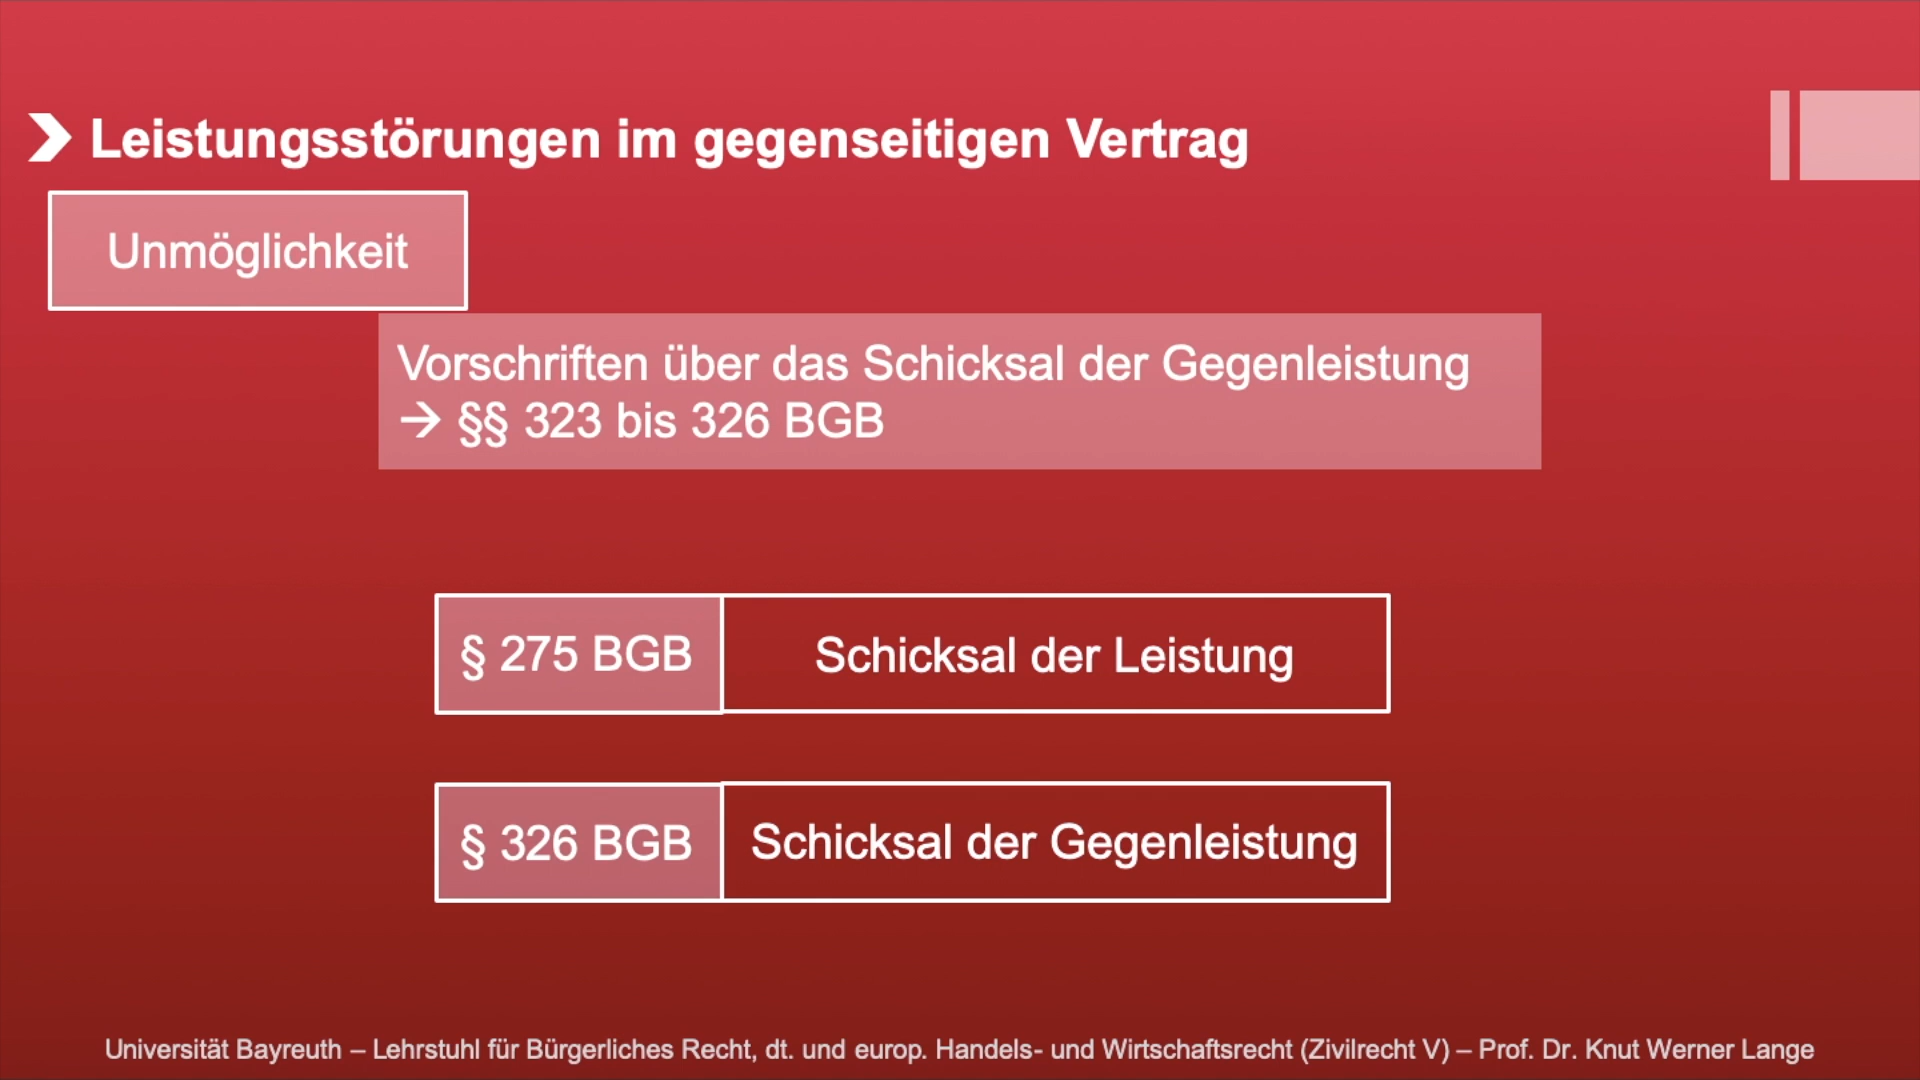 Leistungsstörungen im gegenseitigen Vertrag
Unmöglichkeit
Vorschriften über das Schicksal der Gegenleistung
→ §§ 323 bis 326 BGB
§ 275 BGB Schicksal der Leistung
§ 326 BGB Schicksal der Gegenleistung
Universität Bayreuth – Lehrstuhl für Bürgerliches Recht, dt. und europ. Handels- und Wirtschaftsrecht (Zivilrecht V) – Prof. Dr. Knut Werner Lange